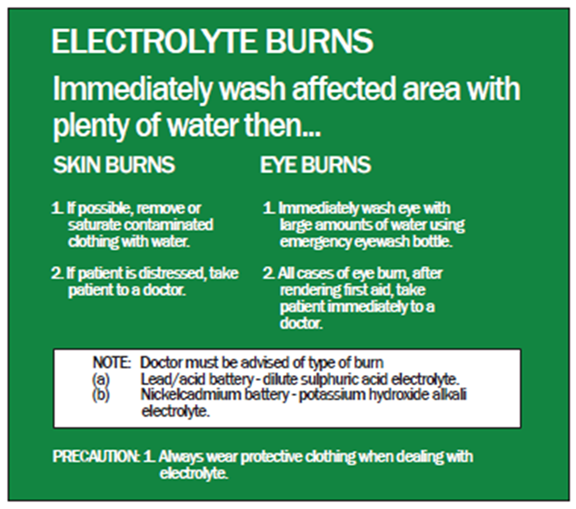 ELECTROLYTE BURNS
Immediately wash affected area with
plenty of water then...
SKIN BURNS
1. If possible, remove or
saturate contaminated
clothing with water.
2. If patient is distressed, take
patient to a doctor.
EYE BURNS
1. Immediately wash eye with
large amounts of water using
emergency eyewash bottle.
2. All cases of eye burn, after
rendering first aid, take
patient immediately to a
doctor.
NOTE: Doctor must be advised of type of burn
(a) Lead/acid battery - dilute sulphuric acid electrolyte.
(b) Nickelcadmium battery - potassium hydroxide alkali
electrolyte.
PRECAUTION: 1. Always wear protective clothing when dealing with
electrolyte.